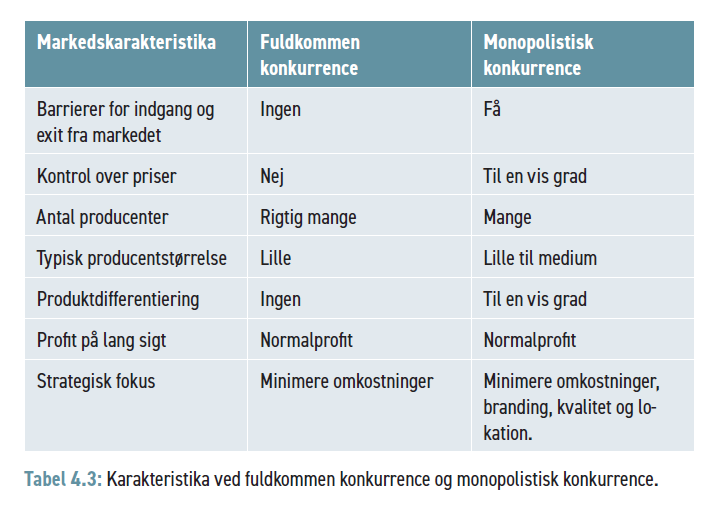 Markedskarakteristika Fuldkommen konkurrence Monopolistisk konkurrence
Barrierer for indgang og exit fra markedet Ingen Få
Kontrol over priser Nej Til en vis grad
Antal producenter Rigtig mange Mange
Typisk producentstørrelse Lille Lille til medium
Produktdifferentiering Ingen Til en vis grad
Profit på lang sigt Normalprofit Normalprofit
Strategisk fokus Minimere omkostninger Minimere omkostninger,
branding, kvalitet og lo-
kation.
Tabel 4.3: Karakteristika ved fuldkommen konkurrence og monopolistisk konkurrence.